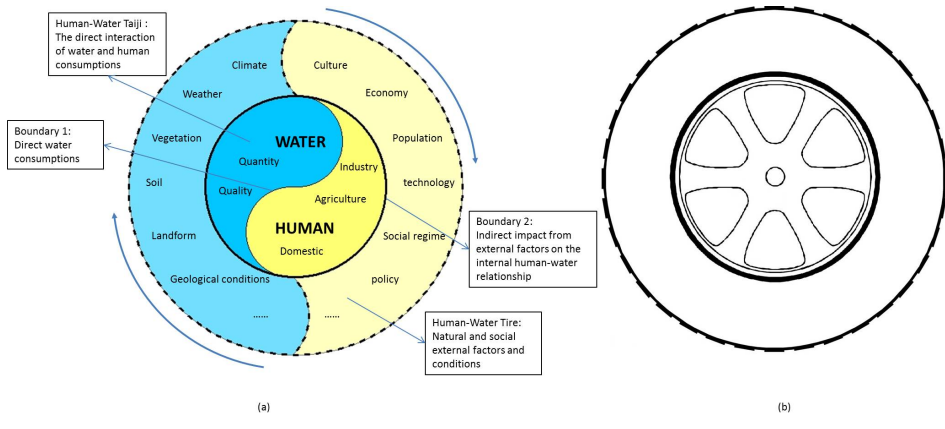 Human-Water Taiji :
The direct interaction
of water and human
consumptions
Boundary 1:
Direct water
consumptions
Climate
Weather
Vegetation
Soil
Landform
Geological conditions
......
Culture
Economy
Population
technology
Social regime
policy
......
WATER
Quantity
Quality
Industry
Agriculture
HUMAN
Domestic
Boundary 2:
Indirect impact from
external factors on the
internal human-water
relationship
Human-Water Tire:
Natural and social
external factors and
conditions
(a)
(b)